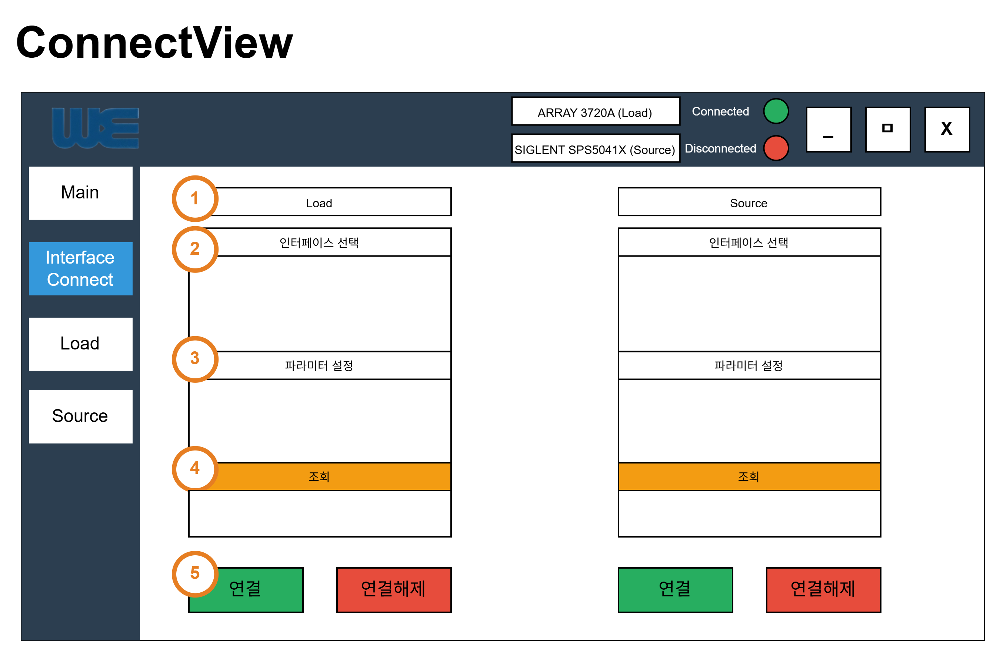 ConnectView
WE
ARRAY 3720A (Load)
Connected
SIGLENT SPS5041X (Source)
Disconnected
_
X
Main
Interface
Connect
Load
Source
1
Load
2
인터페이스 선택
3
파라미터 설정
4
조회
5
연결
연결해제
Source
인터페이스 선택
파라미터 설정
조회
연결
연결해제